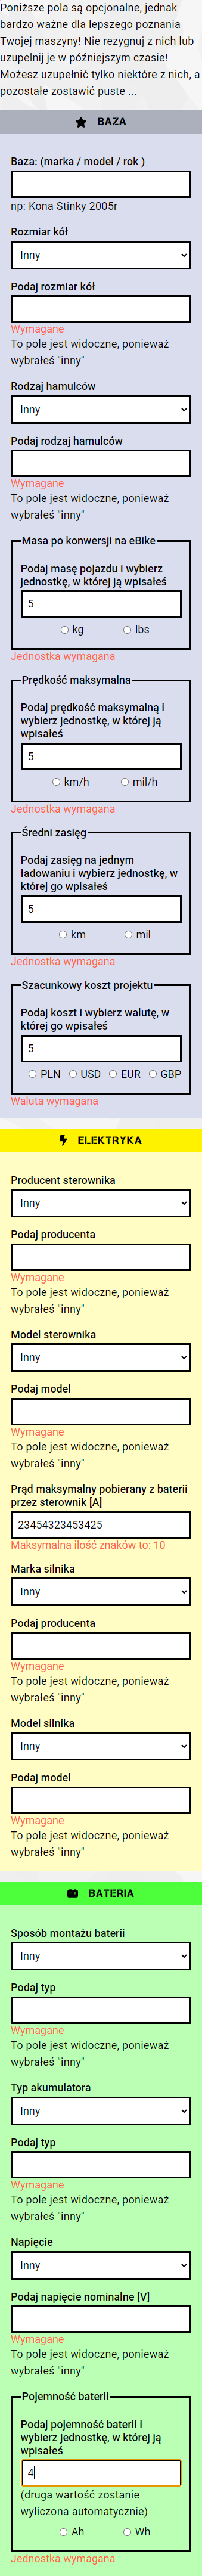 Poniższe pola są opcjonalne, jednak
bardzo ważne dla lepszego poznania
Twojej maszyny! Nie rezygnuj z nich lub
uzupelnij je w późniejszym czasie!
Możesz uzupełnić tylko niektóre z nich, a
pozostałe zostawić puste ...
BAZA
Baza: (marka / model / rok )
np: Kona Stinky 2005r
Rozmiar kół
Inny
Podaj rozmiar kół
Wymagane
To pole jest widoczne, ponieważ
wybrałeś "inny"
Rodzaj hamulców
Inny
Podaj rodzaj hamulców
Wymagane
To pole jest widoczne, ponieważ
wybrałeś "inny"
Masa po konwersji na eBike
Podaj masę pojazdu i wybierz
jednostkę, w której ją wpisałeś
5
kg lbs
Jednostka wymagana
Prędkość maksymalna
Podaj prędkość maksymalną i
wybierz jednostkę, w której ją
wpisałeś
5
km/h mil/h
Jednostka wymagana
Średni zasięg
Podaj zasięg na jednym
ładowaniu i wybierz jednostkę, w
której go wpisałeś
5
km mil
Jednostka wymagana
Szacunkowy koszt projektu
Podaj koszt i wybierz walutę, w
której go wpisałeś
5
PLN USD EUR GBP
Waluta wymagana
ELEKTRYKA
Producent sterownika
Inny
Podaj producenta
Wymagane
To pole jest widoczne, ponieważ
wybrałeś "inny"
Model sterownika
Inny
Podaj model
Wymagane
To pole jest widoczne, ponieważ
wybrałeś "inny"
Prąd maksymalny pobierany z baterii
przez sterownik [A]
23454323453425
Maksymalna ilość znaków to: 10
Marka silnika
Inny
Podaj producenta
Wymagane
To pole jest widoczne, ponieważ
wybrałeś "inny"
Model silnika
Inny
Podaj model
Wymagane
To pole jest widoczne, ponieważ
wybrałeś "inny"
BATERIA
Sposób montażu baterii
Inny
Podaj typ
Wymagane
To pole jest widoczne, ponieważ
wybrałeś "inny"
Typ akumulatora
Inny
Podaj typ
Wymagane
To pole jest widoczne, ponieważ
wybrałeś "inny"
Napięcie
Inny
Podaj napięcie nominalne [V]
Wymagane
To pole jest widoczne, ponieważ
wybrałeś "inny"
Pojemność baterii
Podaj pojemność baterii i
wybierz jednostkę, w której ją
wpisałeś
4
(druga wartość zostanie
wyliczona automatycznie)
Ah Wh
Jednostka wymagana